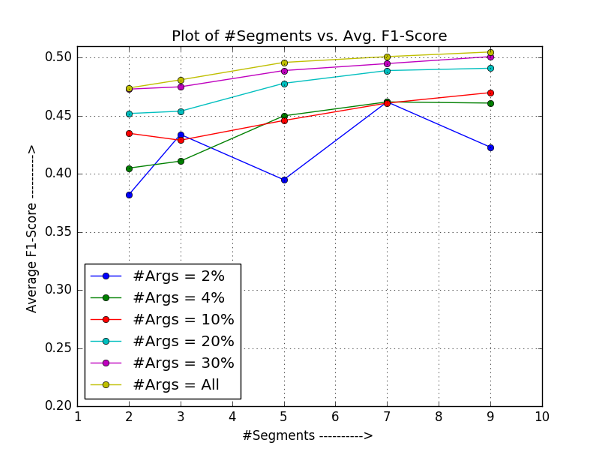 Plot of #Segments vs. Avg. F1-Score
0.50
0.45
0.40
0.35
0.30
0.25
0.20
Average F1-Score ---------->
#Args = 2%
#Args = 4%
#Args = 10%
#Args = 20%
#Args = 30%
#Args = All
1 2 3 4 5 6 7 8 9 10
#Segments ---------->